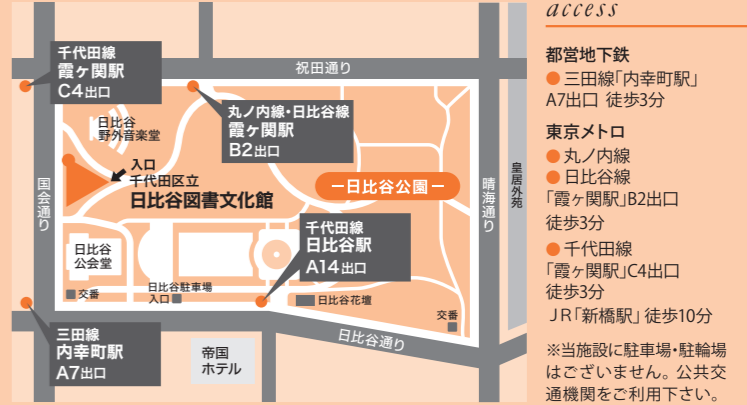 千代田線
霞ヶ関駅
C4出口
祝田通り
丸ノ内線・日比谷線
霞ヶ関駅
B2出口
日比谷
野外音楽堂
入口
千代田区立
日比谷図書文化館
国会通り
－日比谷公園－
晴海通り
皇居外苑
千代田線
日比谷駅
A14出口
日比谷
公会堂
交番
日比谷駐車場
入口
日比谷花壇
交番
三田線
内幸町駅
A7出口
帝国
ホテル
日比谷通り
access
都営地下鉄
●三田線「内幸町駅」
A7出口 徒歩3分
東京メトロ
●丸ノ内線
●日比谷線
「霞ヶ関駅」B2出口
徒歩3分
●千代田線
「霞ヶ関駅」C4出口
徒歩3分
JR「新橋駅」徒歩10分
※当施設に駐車場・駐輪場
はございません。公共交
通機関をご利用下さい。